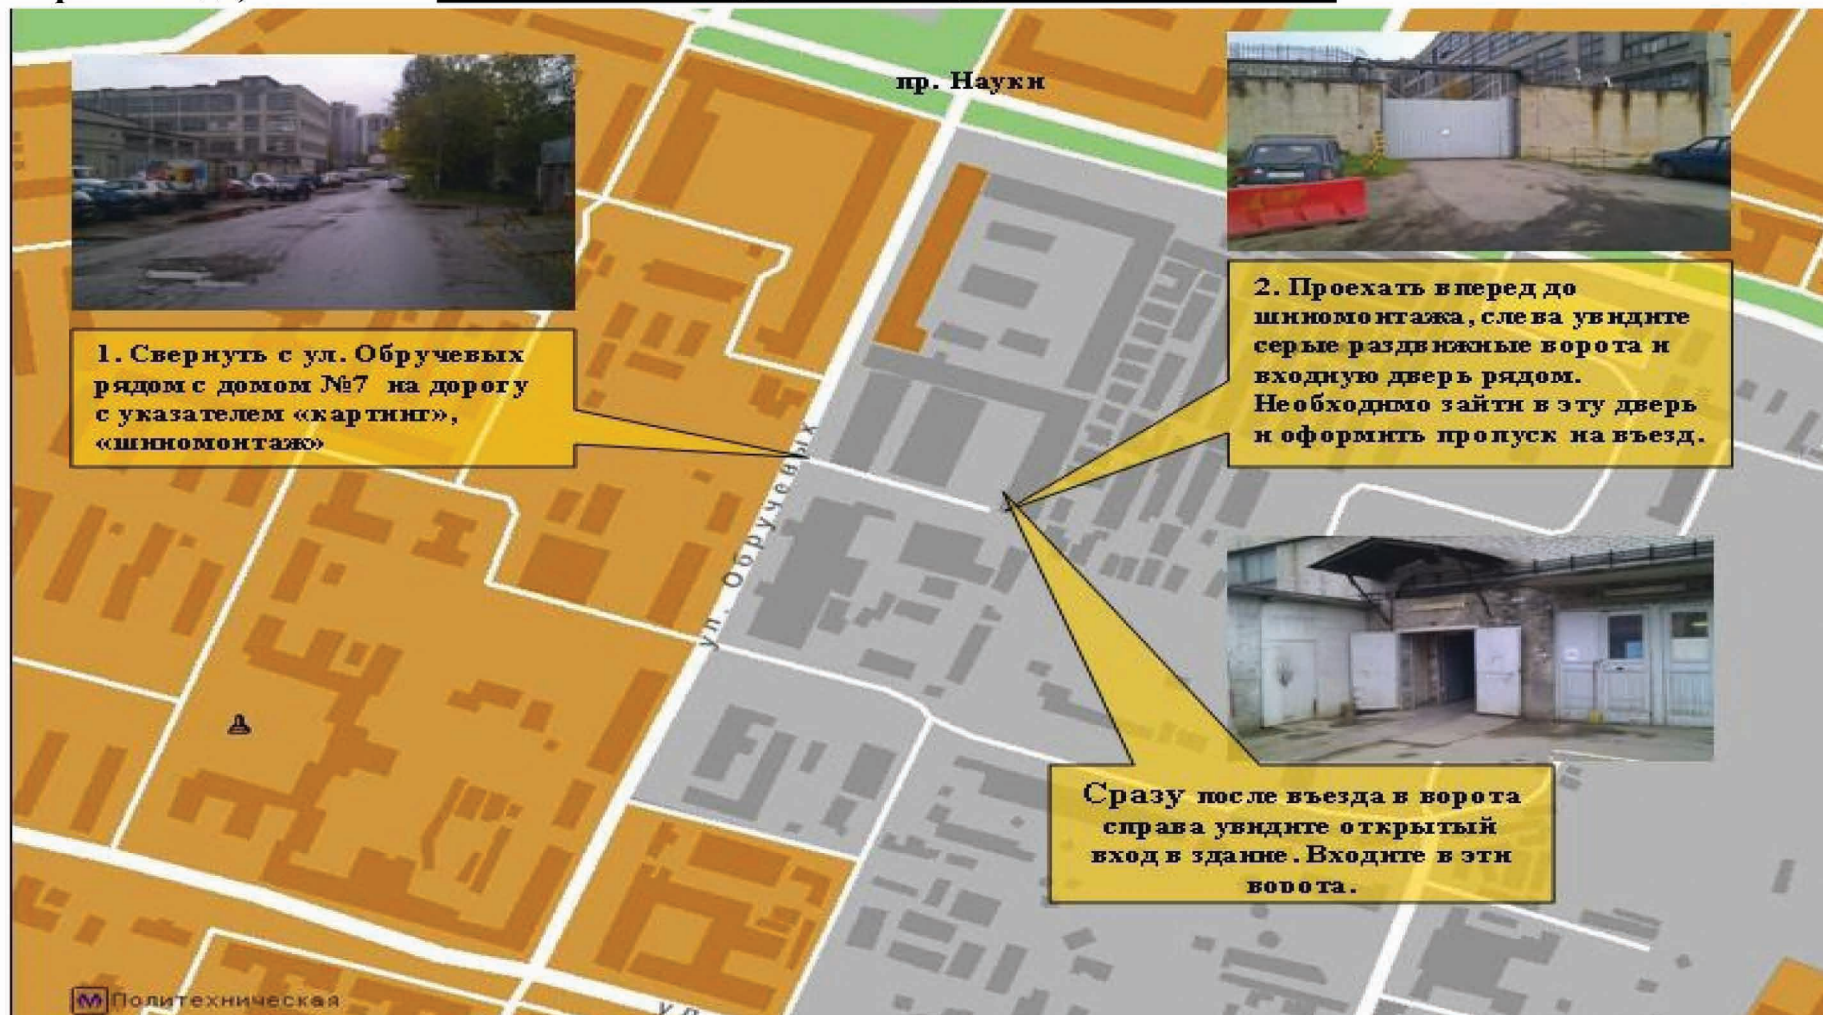 пр. Науки
1. Свернуть с ул. Обручевых
рядом с домом №7 на дорогу
с указателем «картинг»,
«шиномонтаж»
2. Проехать вперед до
шиномонтажа, слева увидите
серые раздвижные ворота и
входную дверь рядом.
Необходимо зайти в эту дверь
и оформить пропуск на въезд.
ул. Обручевых
Сразу после въезда в ворота
справа увидите открытый
вход в здание. Входите в эти
ворота.
М Политехническая